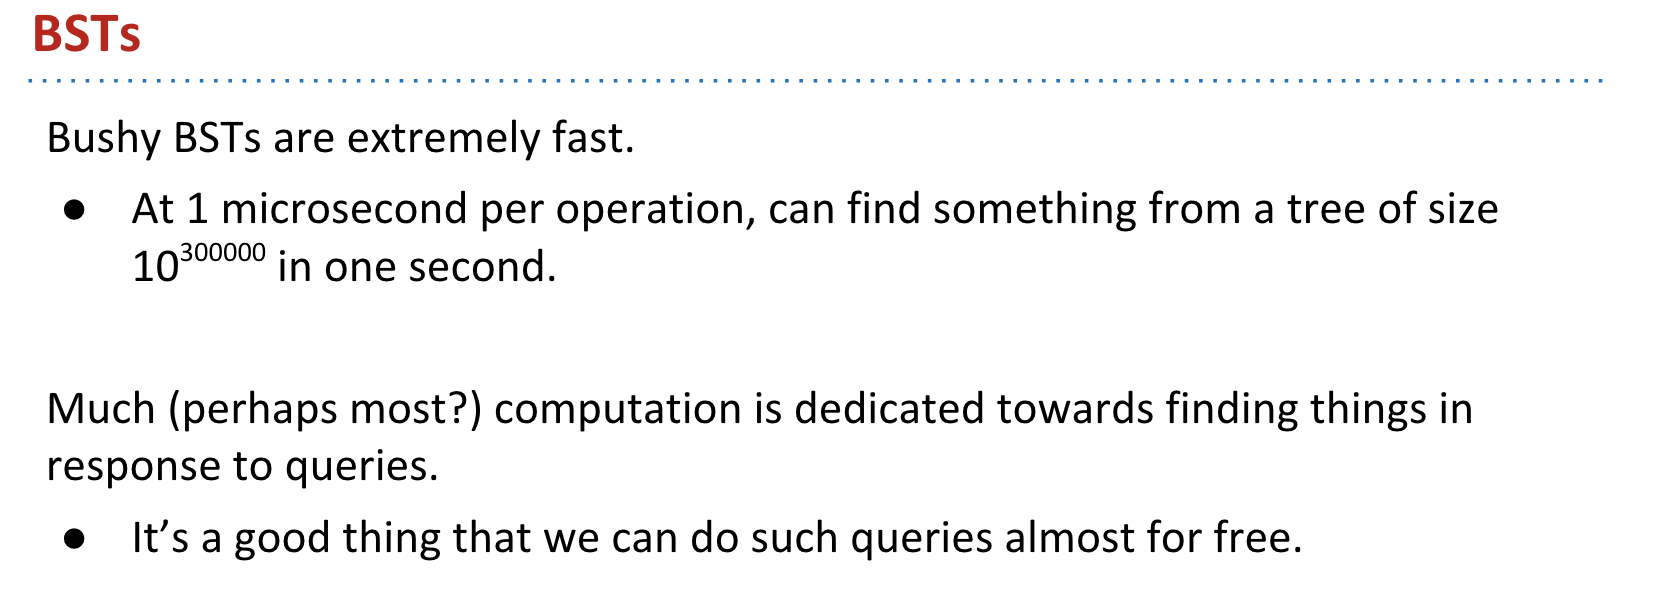 BSTs
Bushy BSTs are extremely fast.
● At 1 microsecond per operation, can find something from a tree of size
10³⁰⁰⁰⁰⁰ in one second.
Much (perhaps most?) computation is dedicated towards finding things in
response to queries.
● It’s a good thing that we can do such queries almost for free.